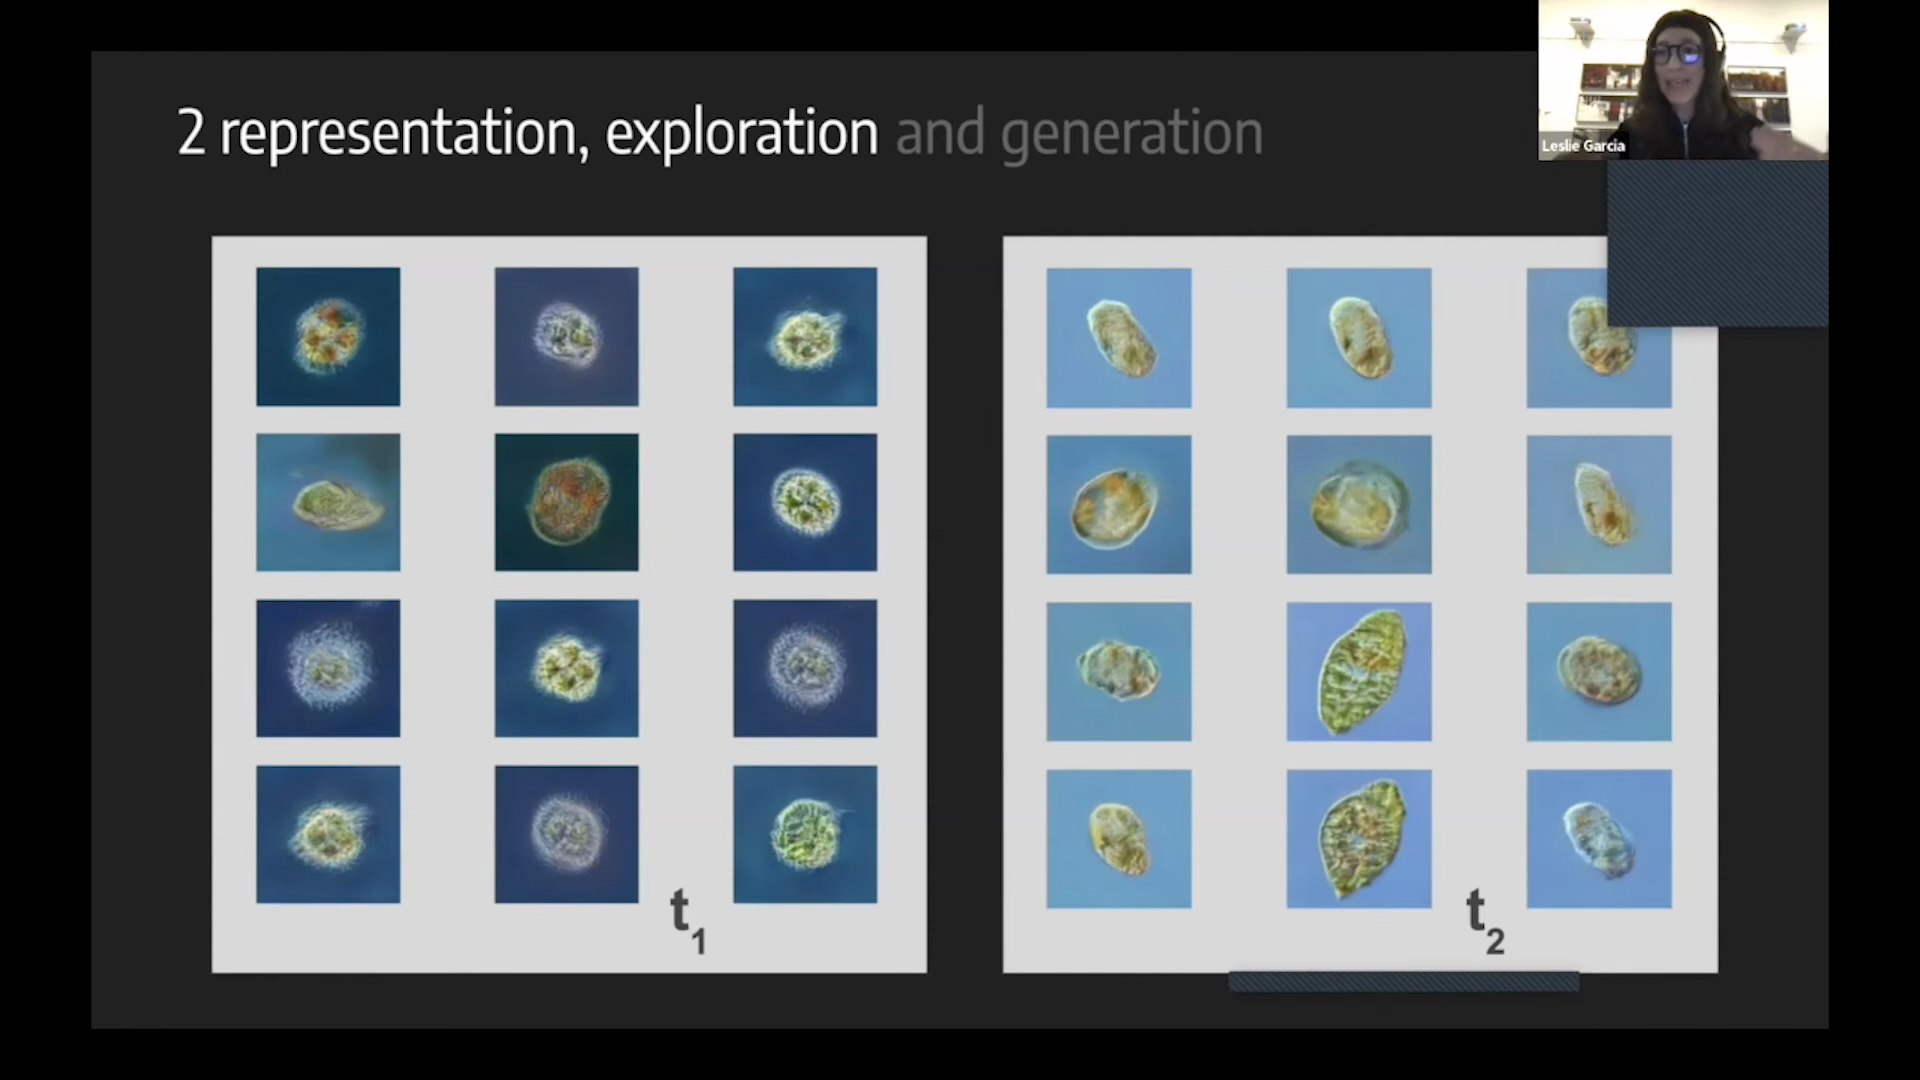 2 representation, exploration and generation
Leslie Garcia
t1
t2